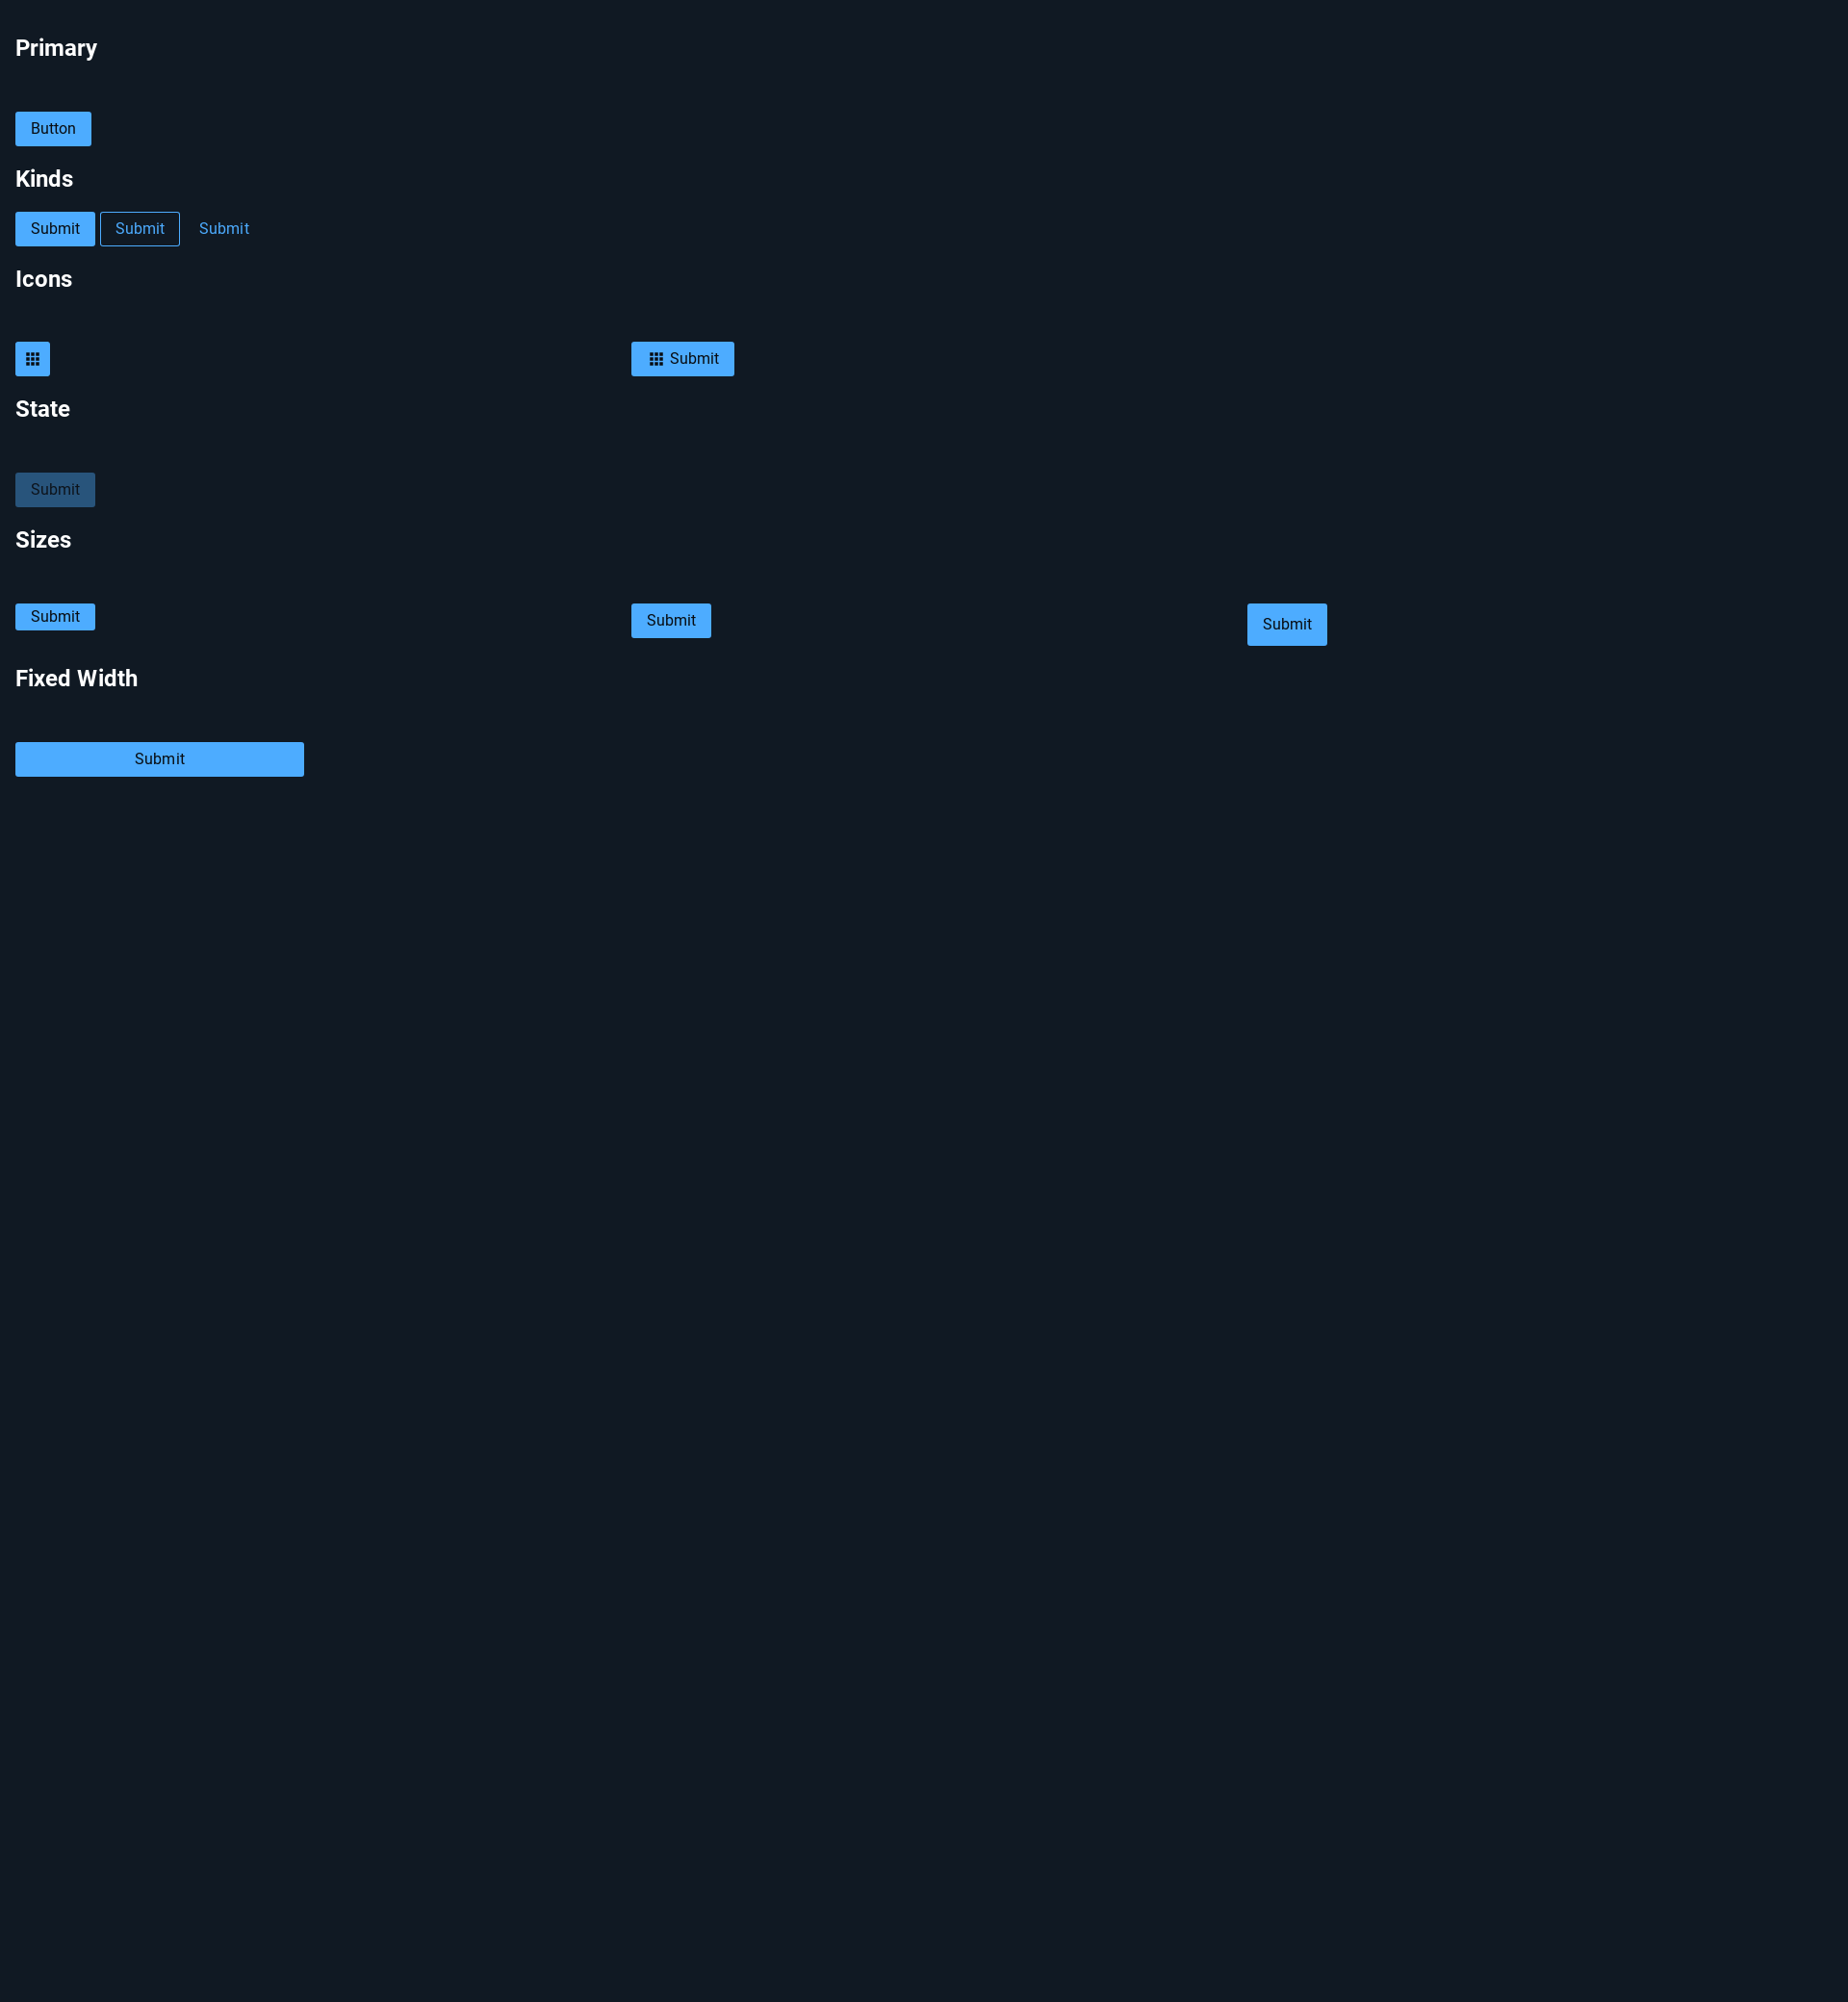 Primary
Button
Kinds
Submit Submit Submit
Icons
Submit
State
Submit
Sizes
Submit Submit Submit
Fixed Width
Submit